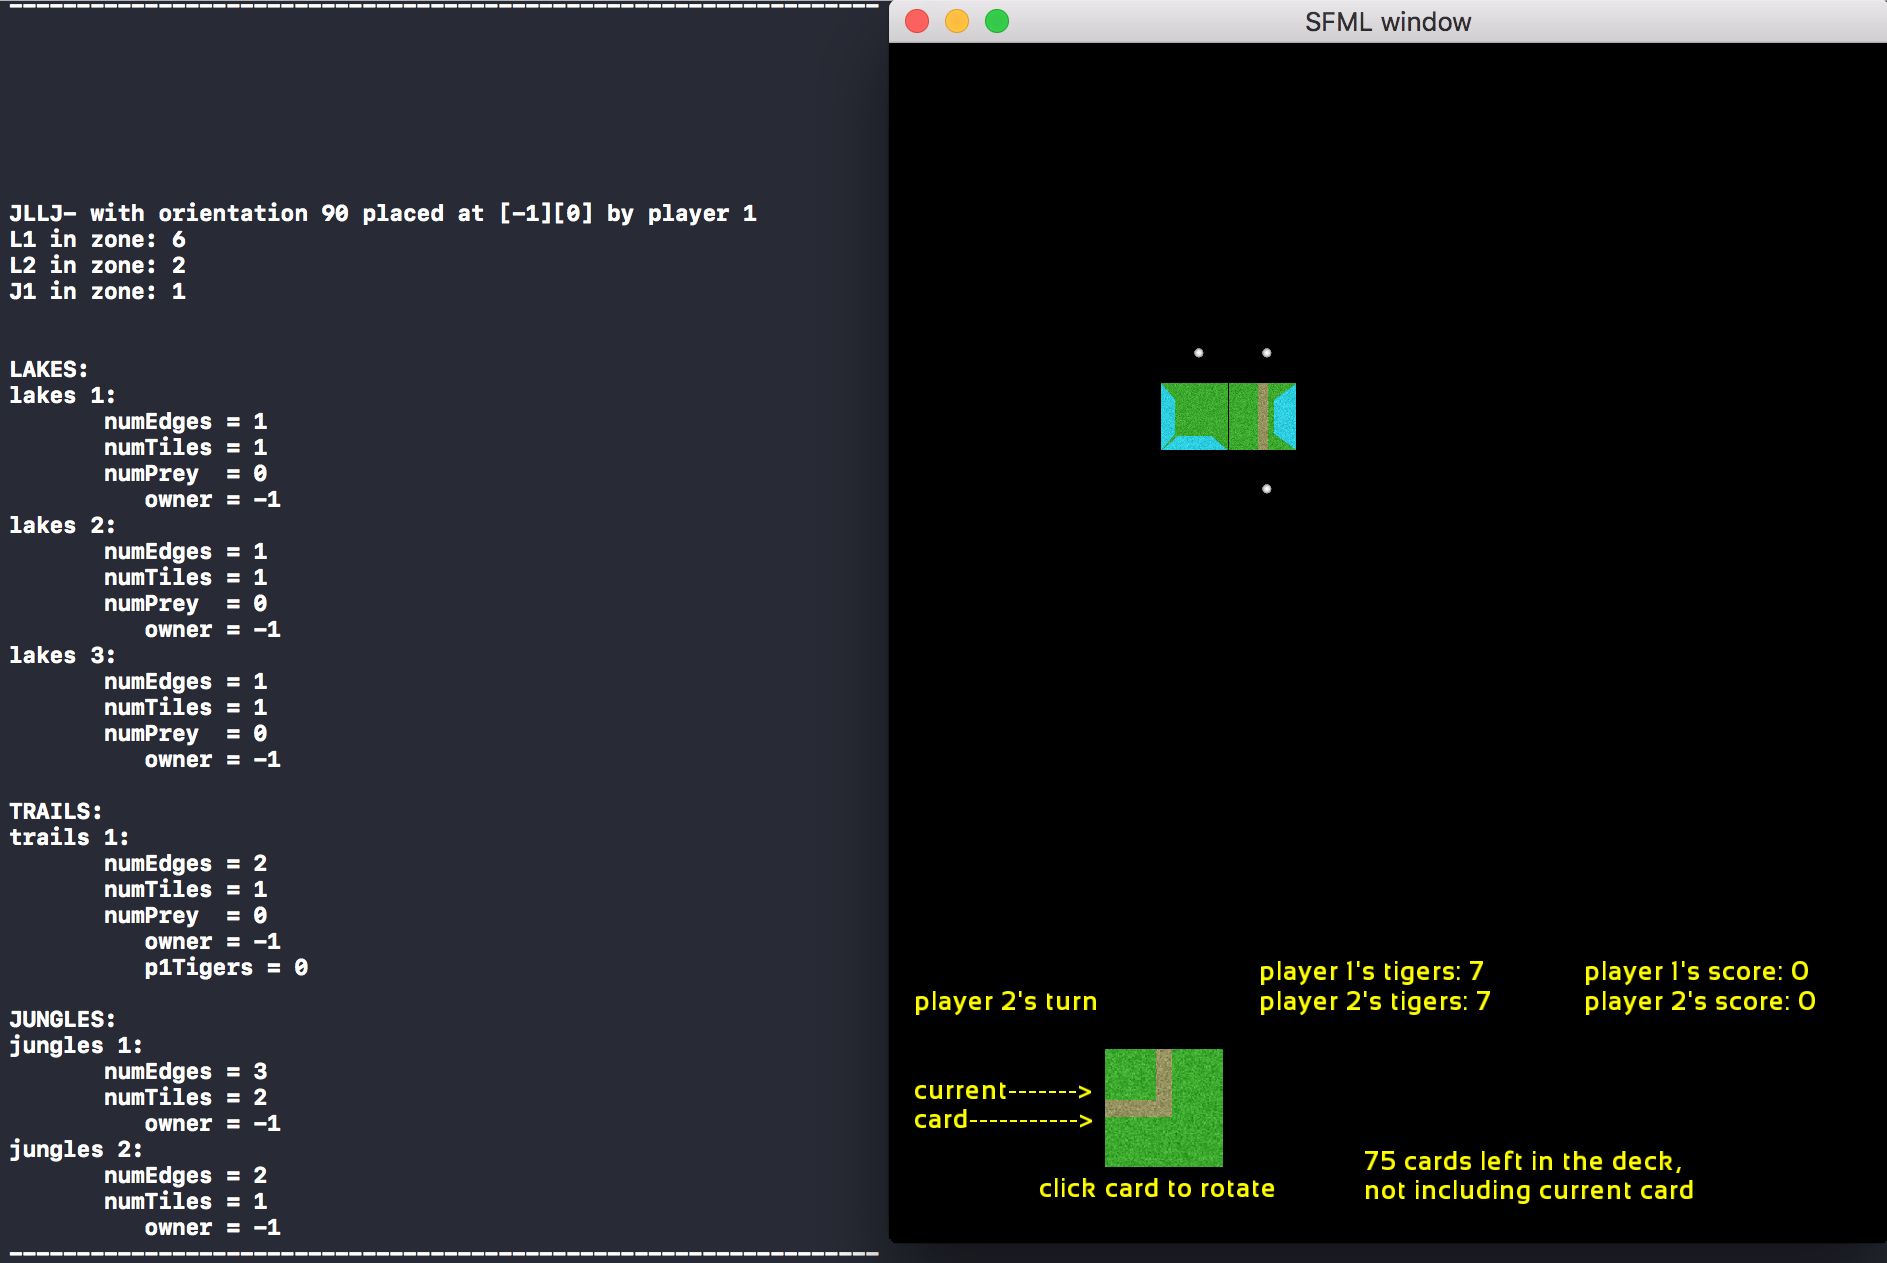 JLLJ- with orientation 90 placed at [-1][0] by player 1
L1 in zone: 6
L2 in zone: 2
J1 in zone: 1
LAKES:
lakes 1:
numEdges = 1
numTiles = 1
numPrey  = 0
owner = -1
lakes 2:
numEdges = 1
numTiles = 1
numPrey  = 0
owner = -1
lakes 3:
numEdges = 1
numTiles = 1
numPrey  = 0
owner = -1
TRAILS:
trails 1:
numEdges = 2
numTiles = 1
numPrey  = 0
owner = -1
p1Tigers = 0
JUNGLES:
jungles 1:
numEdges = 3
numTiles = 2
owner = -1
jungles 2:
numEdges = 2
numTiles = 1
owner = -1
SFML window
player 1's tigers: 7
player 1's score: 0
player 2's turn
player 2's tigers: 7
player 2's score: 0
current------->
card----------->
click card to rotate
75 cards left in the deck,
not including current card